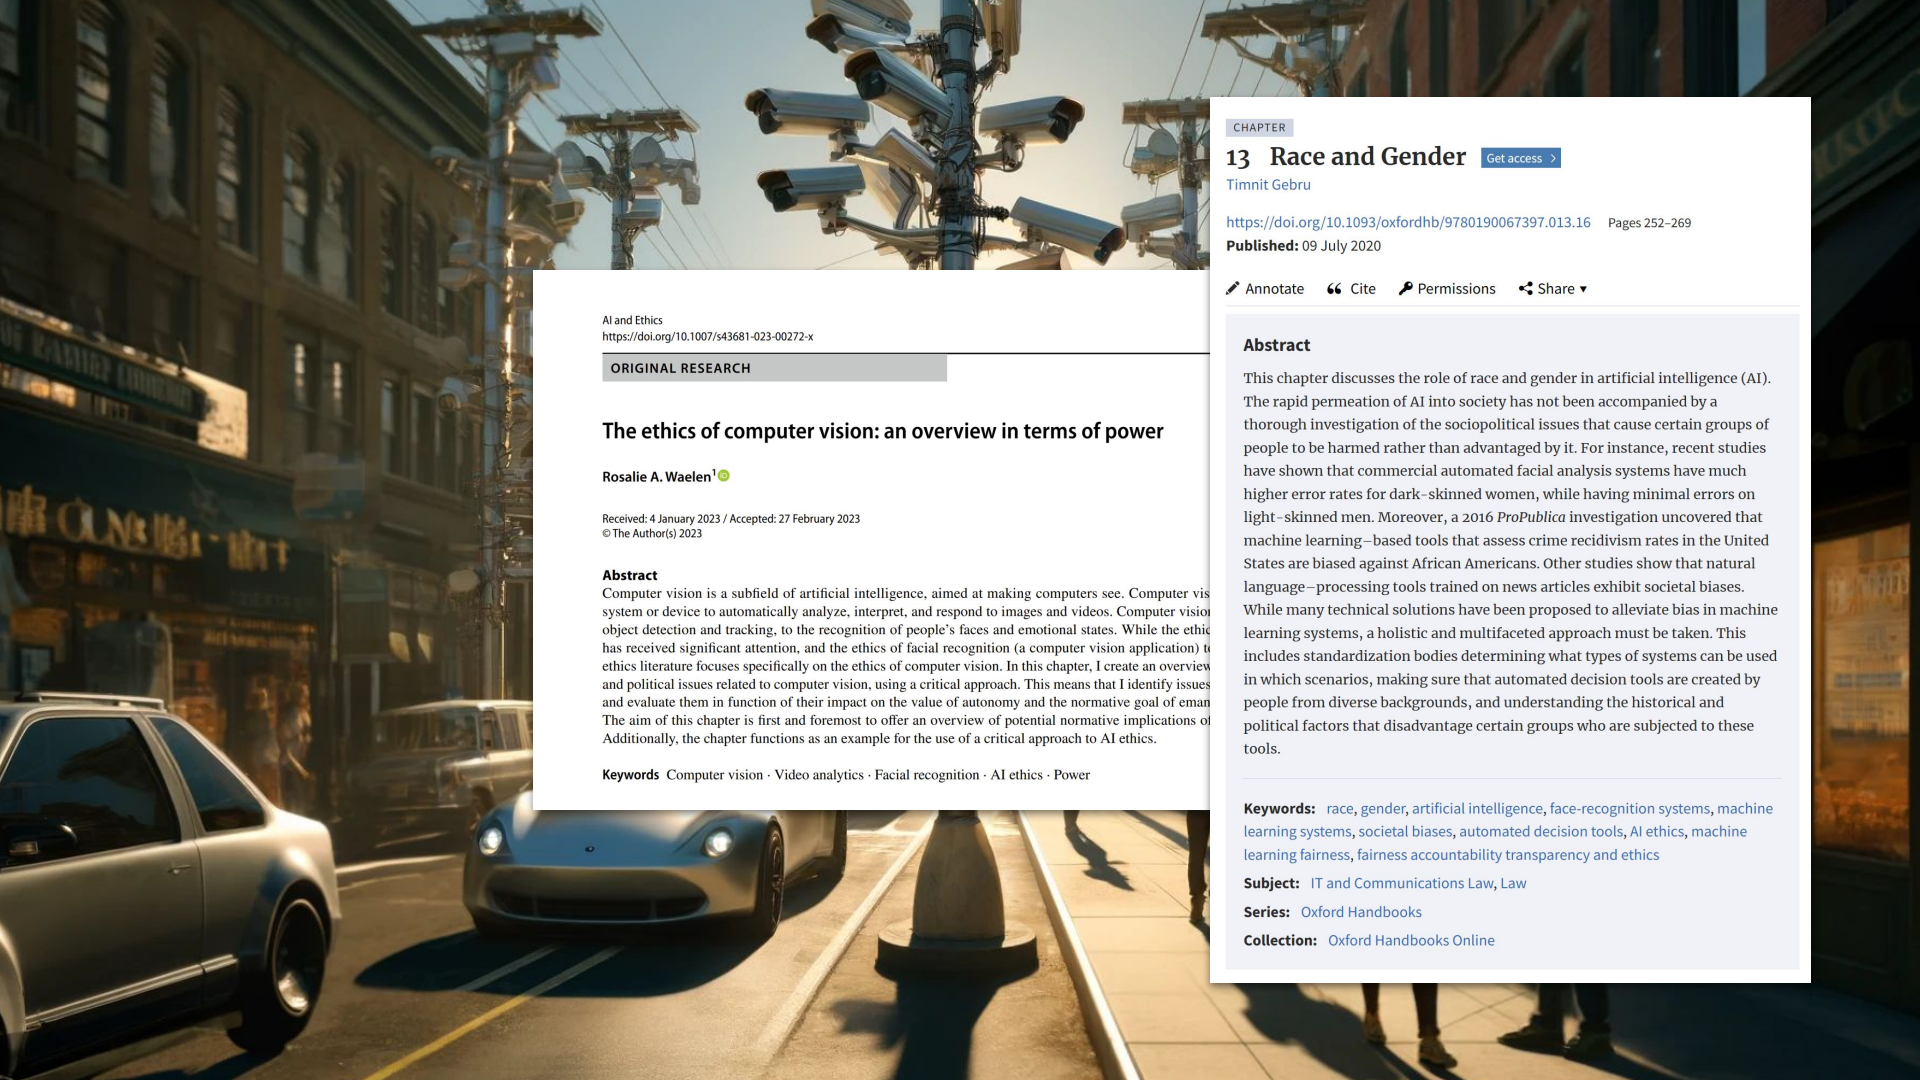 AI and Ethics
https://doi.org/10.1007/s43681-023-00272-x
ORIGINAL RESEARCH
The ethics of computer vision: an overview in terms of power
Rosalie A. Waelen1
Received: 4 January 2023 / Accepted: 27 February 2023
© The Author(s) 2023
Abstract
Computer vision is a subfield of artificial intelligence, aimed at making computers see. Computer vis
system or device to automatically analyze, interpret, and respond to images and videos. Computer vision
object detection and tracking, to the recognition of people's faces and emotional states. While the ethic
has received significant attention, and the ethics of facial recognition (a computer vision application) t
ethics literature focuses specifically on the ethics of computer vision. In this chapter, I create an overview
and political issues related to computer vision, using a critical approach. This means that I identify issues
and evaluate them in function of their impact on the value of autonomy and the normative goal of eman
The aim of this chapter is first and foremost to offer an overview of potential normative implications of
Additionally, the chapter functions as an example for the use of a critical approach to AI ethics.
Keywords Computer vision · Video analytics · Facial recognition · AI ethics · Power
CHAPTER
13 Race and Gender Get access >
Timnit Gebru
https://doi.org/10.1093/oxfordhb/9780190067397.013.16 Pages 252–269
Published: 09 July 2020
Annotate Cite Permissions Share ▾
Abstract
This chapter discusses the role of race and gender in artificial intelligence (AI).
The rapid permeation of AI into society has not been accompanied by a
thorough investigation of the sociopolitical issues that cause certain groups of
people to be harmed rather than advantaged by it. For instance, recent studies
have shown that commercial automated facial analysis systems have much
higher error rates for dark-skinned women, while having minimal errors on
light-skinned men. Moreover, a 2016 ProPublica investigation uncovered that
machine learning–based tools that assess crime recidivism rates in the United
States are biased against African Americans. Other studies show that natural
language–processing tools trained on news articles exhibit societal biases.
While many technical solutions have been proposed to alleviate bias in machine
learning systems, a holistic and multifaceted approach must be taken. This
includes standardization bodies determining what types of systems can be used
in which scenarios, making sure that automated decision tools are created by
people from diverse backgrounds, and understanding the historical and
political factors that disadvantage certain groups who are subjected to these
tools.
Keywords: race, gender, artificial intelligence, face-recognition systems, machine
learning systems, societal biases, automated decision tools, AI ethics, machine
learning fairness, fairness accountability transparency and ethics
Subject: IT and Communications Law, Law
Series: Oxford Handbooks
Collection: Oxford Handbooks Online